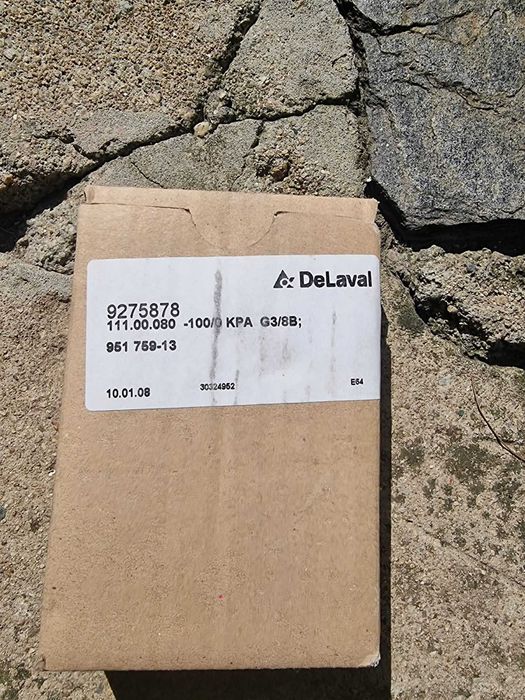 DeLaval
9275878
111.00.080 -100/0 KPA G3/8B;
951 759-13
10.01.08 30324952 E64